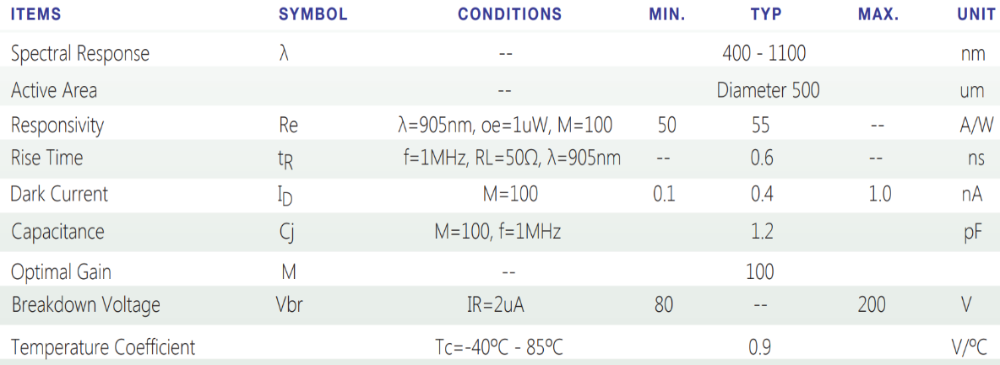 ITEMS SYMBOL CONDITIONS MIN. TYP MAX. UNIT
Spectral Response λ -- 400 - 1100 nm
Active Area -- Diameter 500 um
Responsivity Re λ=905nm, oe=1uW, M=100 50 55 -- A/W
Rise Time tR f=1MHz, RL=50Ω, λ=905nm -- 0.6 -- ns
Dark Current ID M=100 0.1 0.4 1.0 nA
Capacitance Cj M=100, f=1MHz 1.2 pF
Optimal Gain M -- 100
Breakdown Voltage Vbr IR=2uA 80 -- 200 V
Temperature Coefficient Tc=-40ºC - 85ºC 0.9 V/ºC